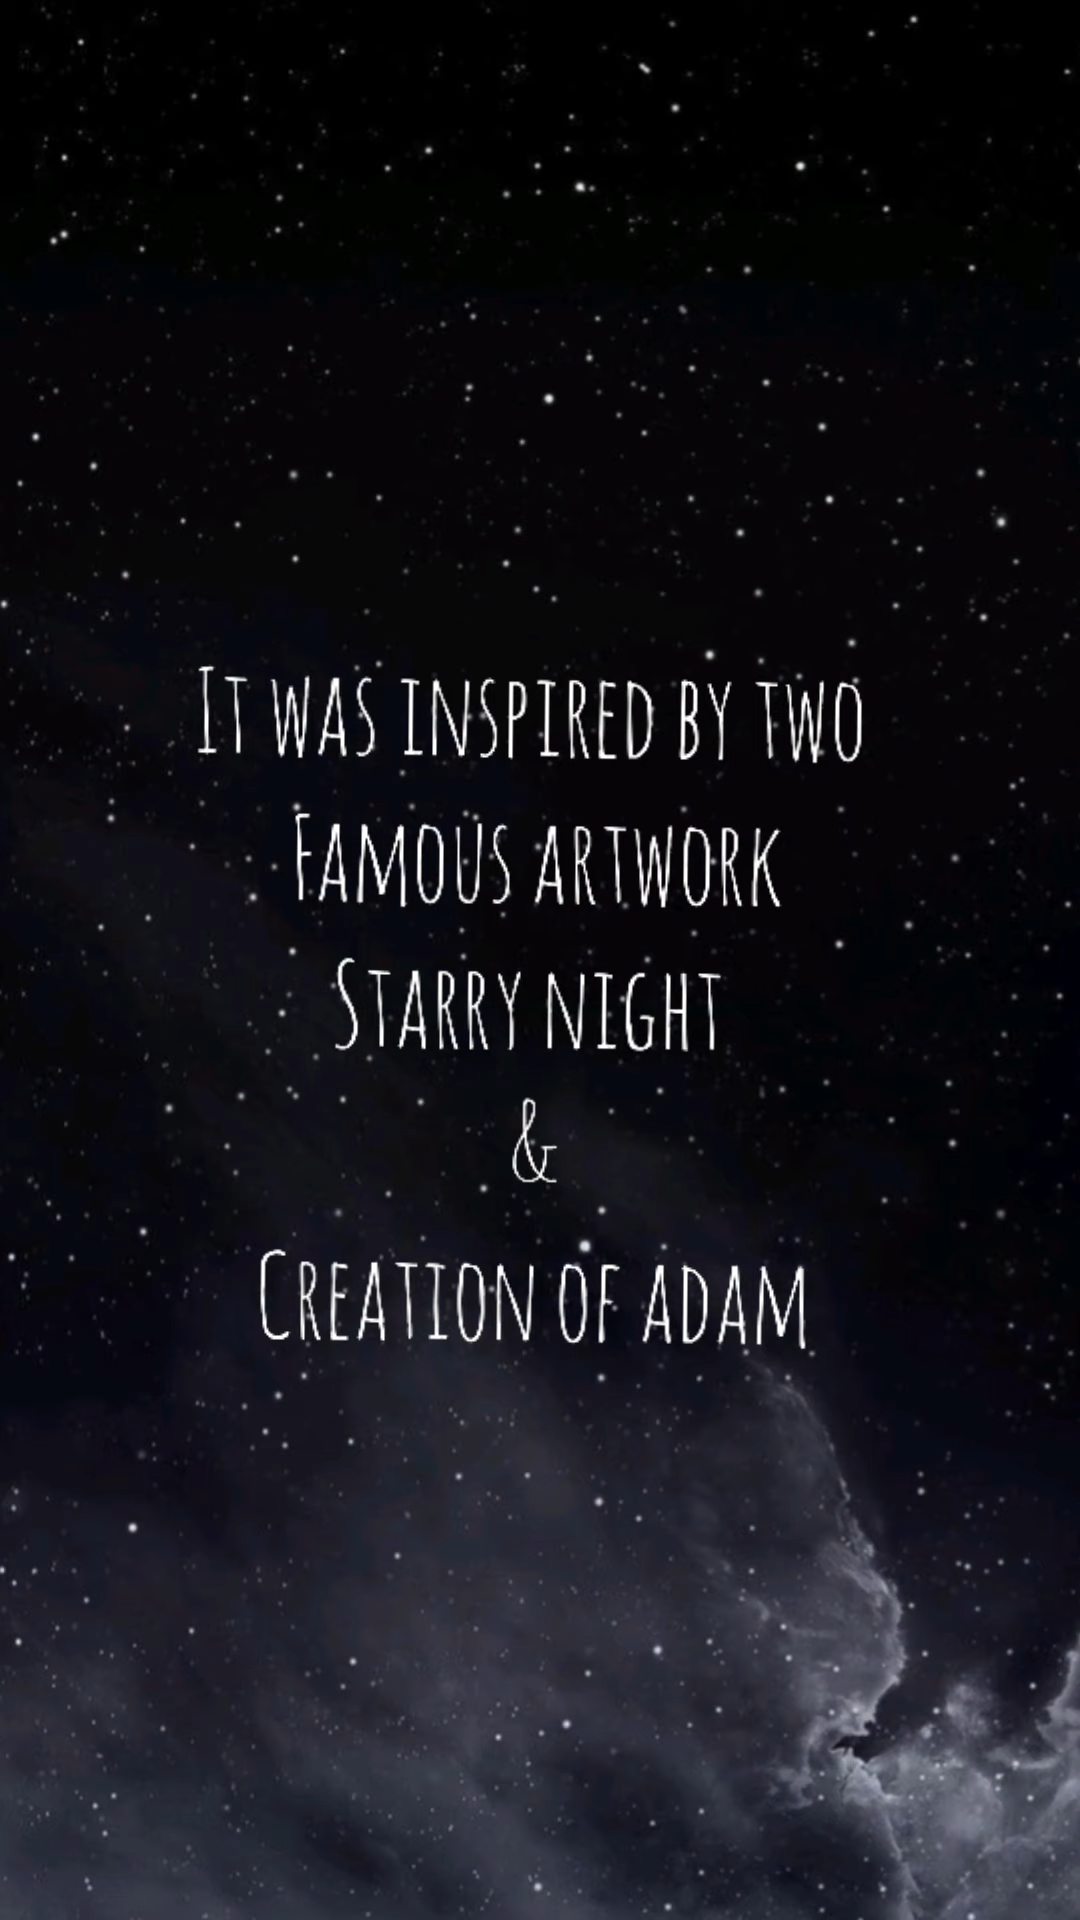 It was inspired by two
Famous artwork
Starry night
&
Creation of adam